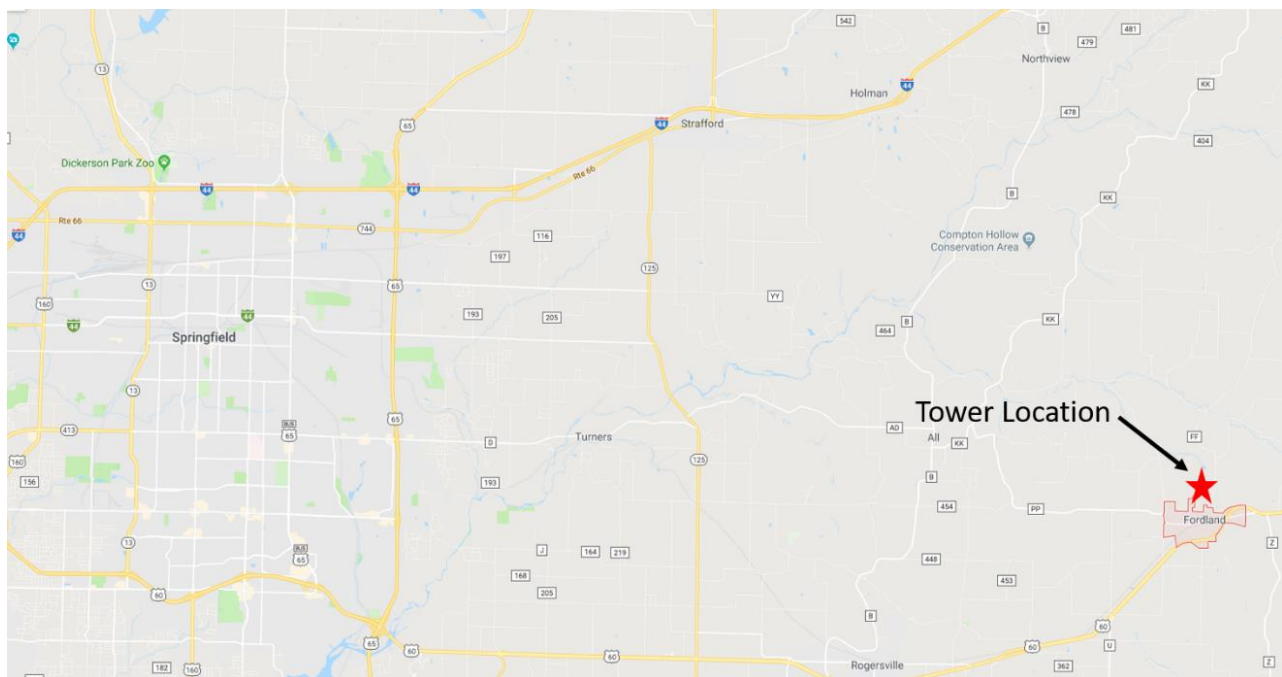 542
B
481
479
Northview
13
44
KK
Holman
44
478
65
Strafford
404
Dickerson Park Zoo
Rte 66
44
44
B
KK
Rte 66
744
44
116
Compton Hollow
Conservation Area
197
125
13
65
YY
160
193
205
44
44
B
KK
464
Springfield
13
Tower Location
65
413
BUS
65
D
Turners
AD
All
KK
FF
160
125
156
193
B
454
PP
Fordland
13
BUS
65
J
164
219
Z
168
448
453
60
205
B
65
60
60
60
60
U
182
160
Rogersville
362
Z